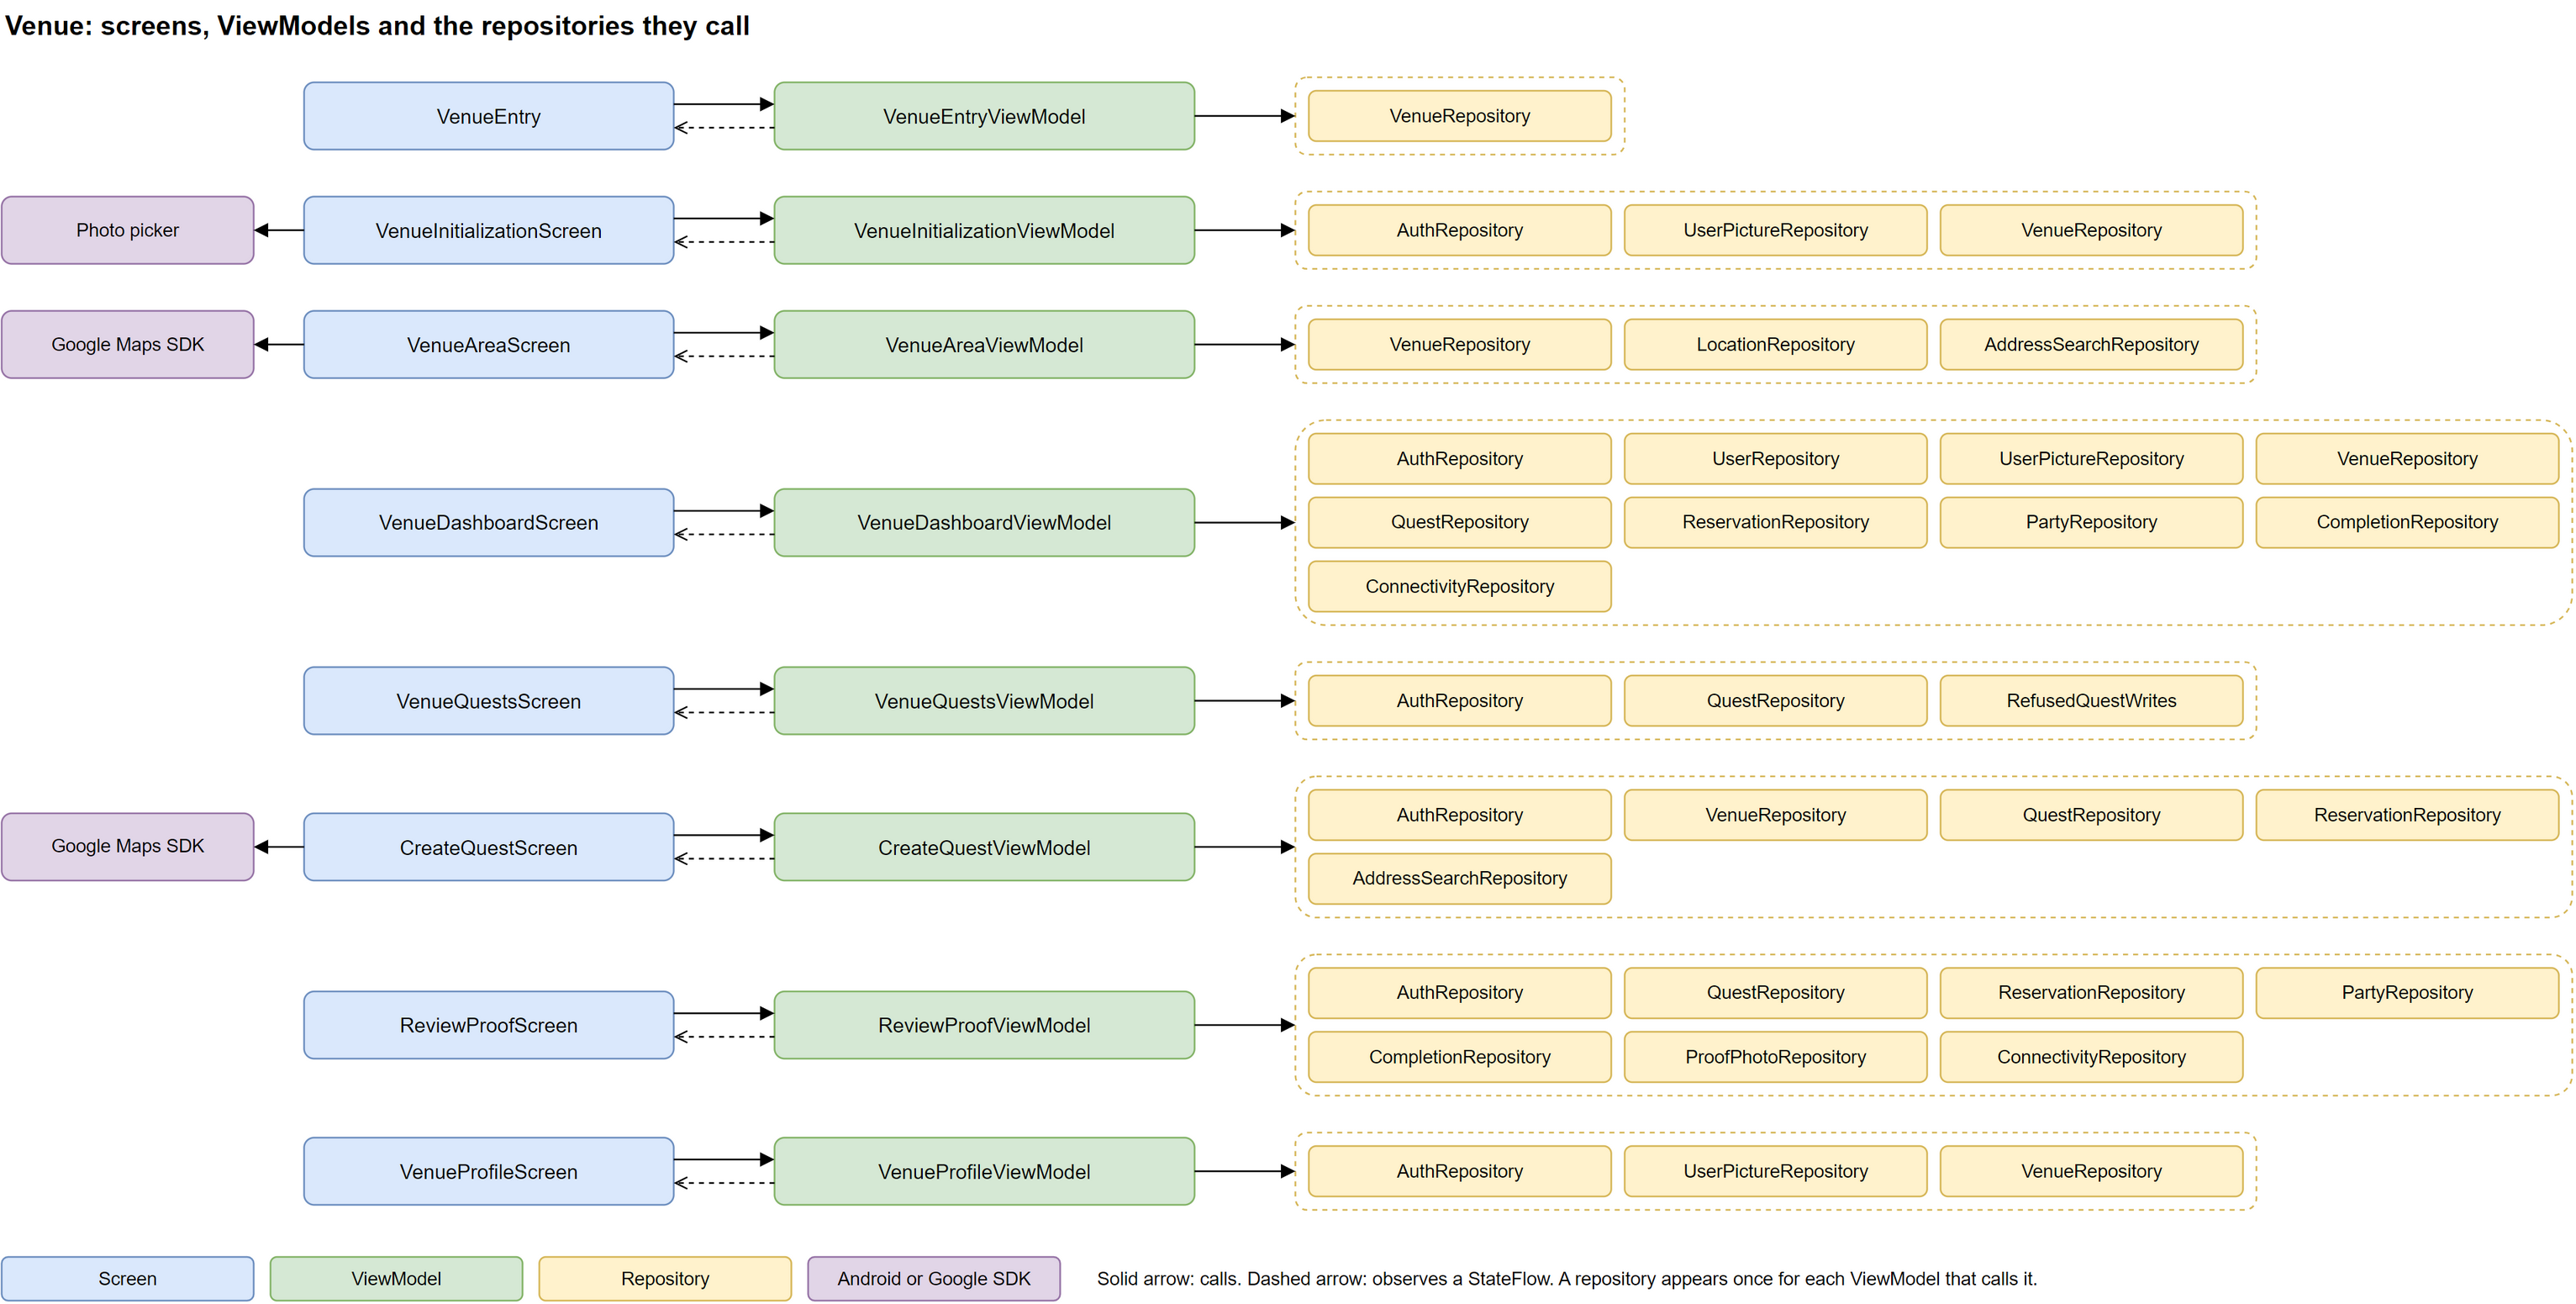 Venue: screens, ViewModels and the repositories they call
VenueEntry
VenueEntryViewModel
VenueRepository
Photo picker
VenueInitializationScreen
VenueInitializationViewModel
AuthRepository
UserPictureRepository
VenueRepository
Google Maps SDK
VenueAreaScreen
VenueAreaViewModel
VenueRepository
LocationRepository
AddressSearchRepository
VenueDashboardScreen
VenueDashboardViewModel
AuthRepository
UserRepository
UserPictureRepository
VenueRepository
QuestRepository
ReservationRepository
PartyRepository
CompletionRepository
ConnectivityRepository
VenueQuestsScreen
VenueQuestsViewModel
AuthRepository
QuestRepository
RefusedQuestWrites
Google Maps SDK
CreateQuestScreen
CreateQuestViewModel
AuthRepository
VenueRepository
QuestRepository
ReservationRepository
AddressSearchRepository
ReviewProofScreen
ReviewProofViewModel
AuthRepository
QuestRepository
ReservationRepository
PartyRepository
CompletionRepository
ProofPhotoRepository
ConnectivityRepository
VenueProfileScreen
VenueProfileViewModel
AuthRepository
UserPictureRepository
VenueRepository
Screen
ViewModel
Repository
Android or Google SDK
Solid arrow: calls. Dashed arrow: observes a StateFlow. A repository appears once for each ViewModel that calls it.